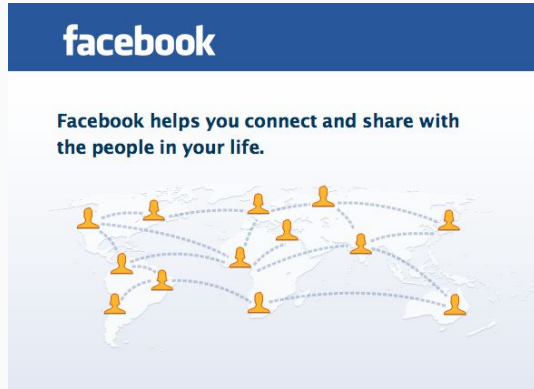 facebook
Facebook helps you connect and share with
the people in your life.